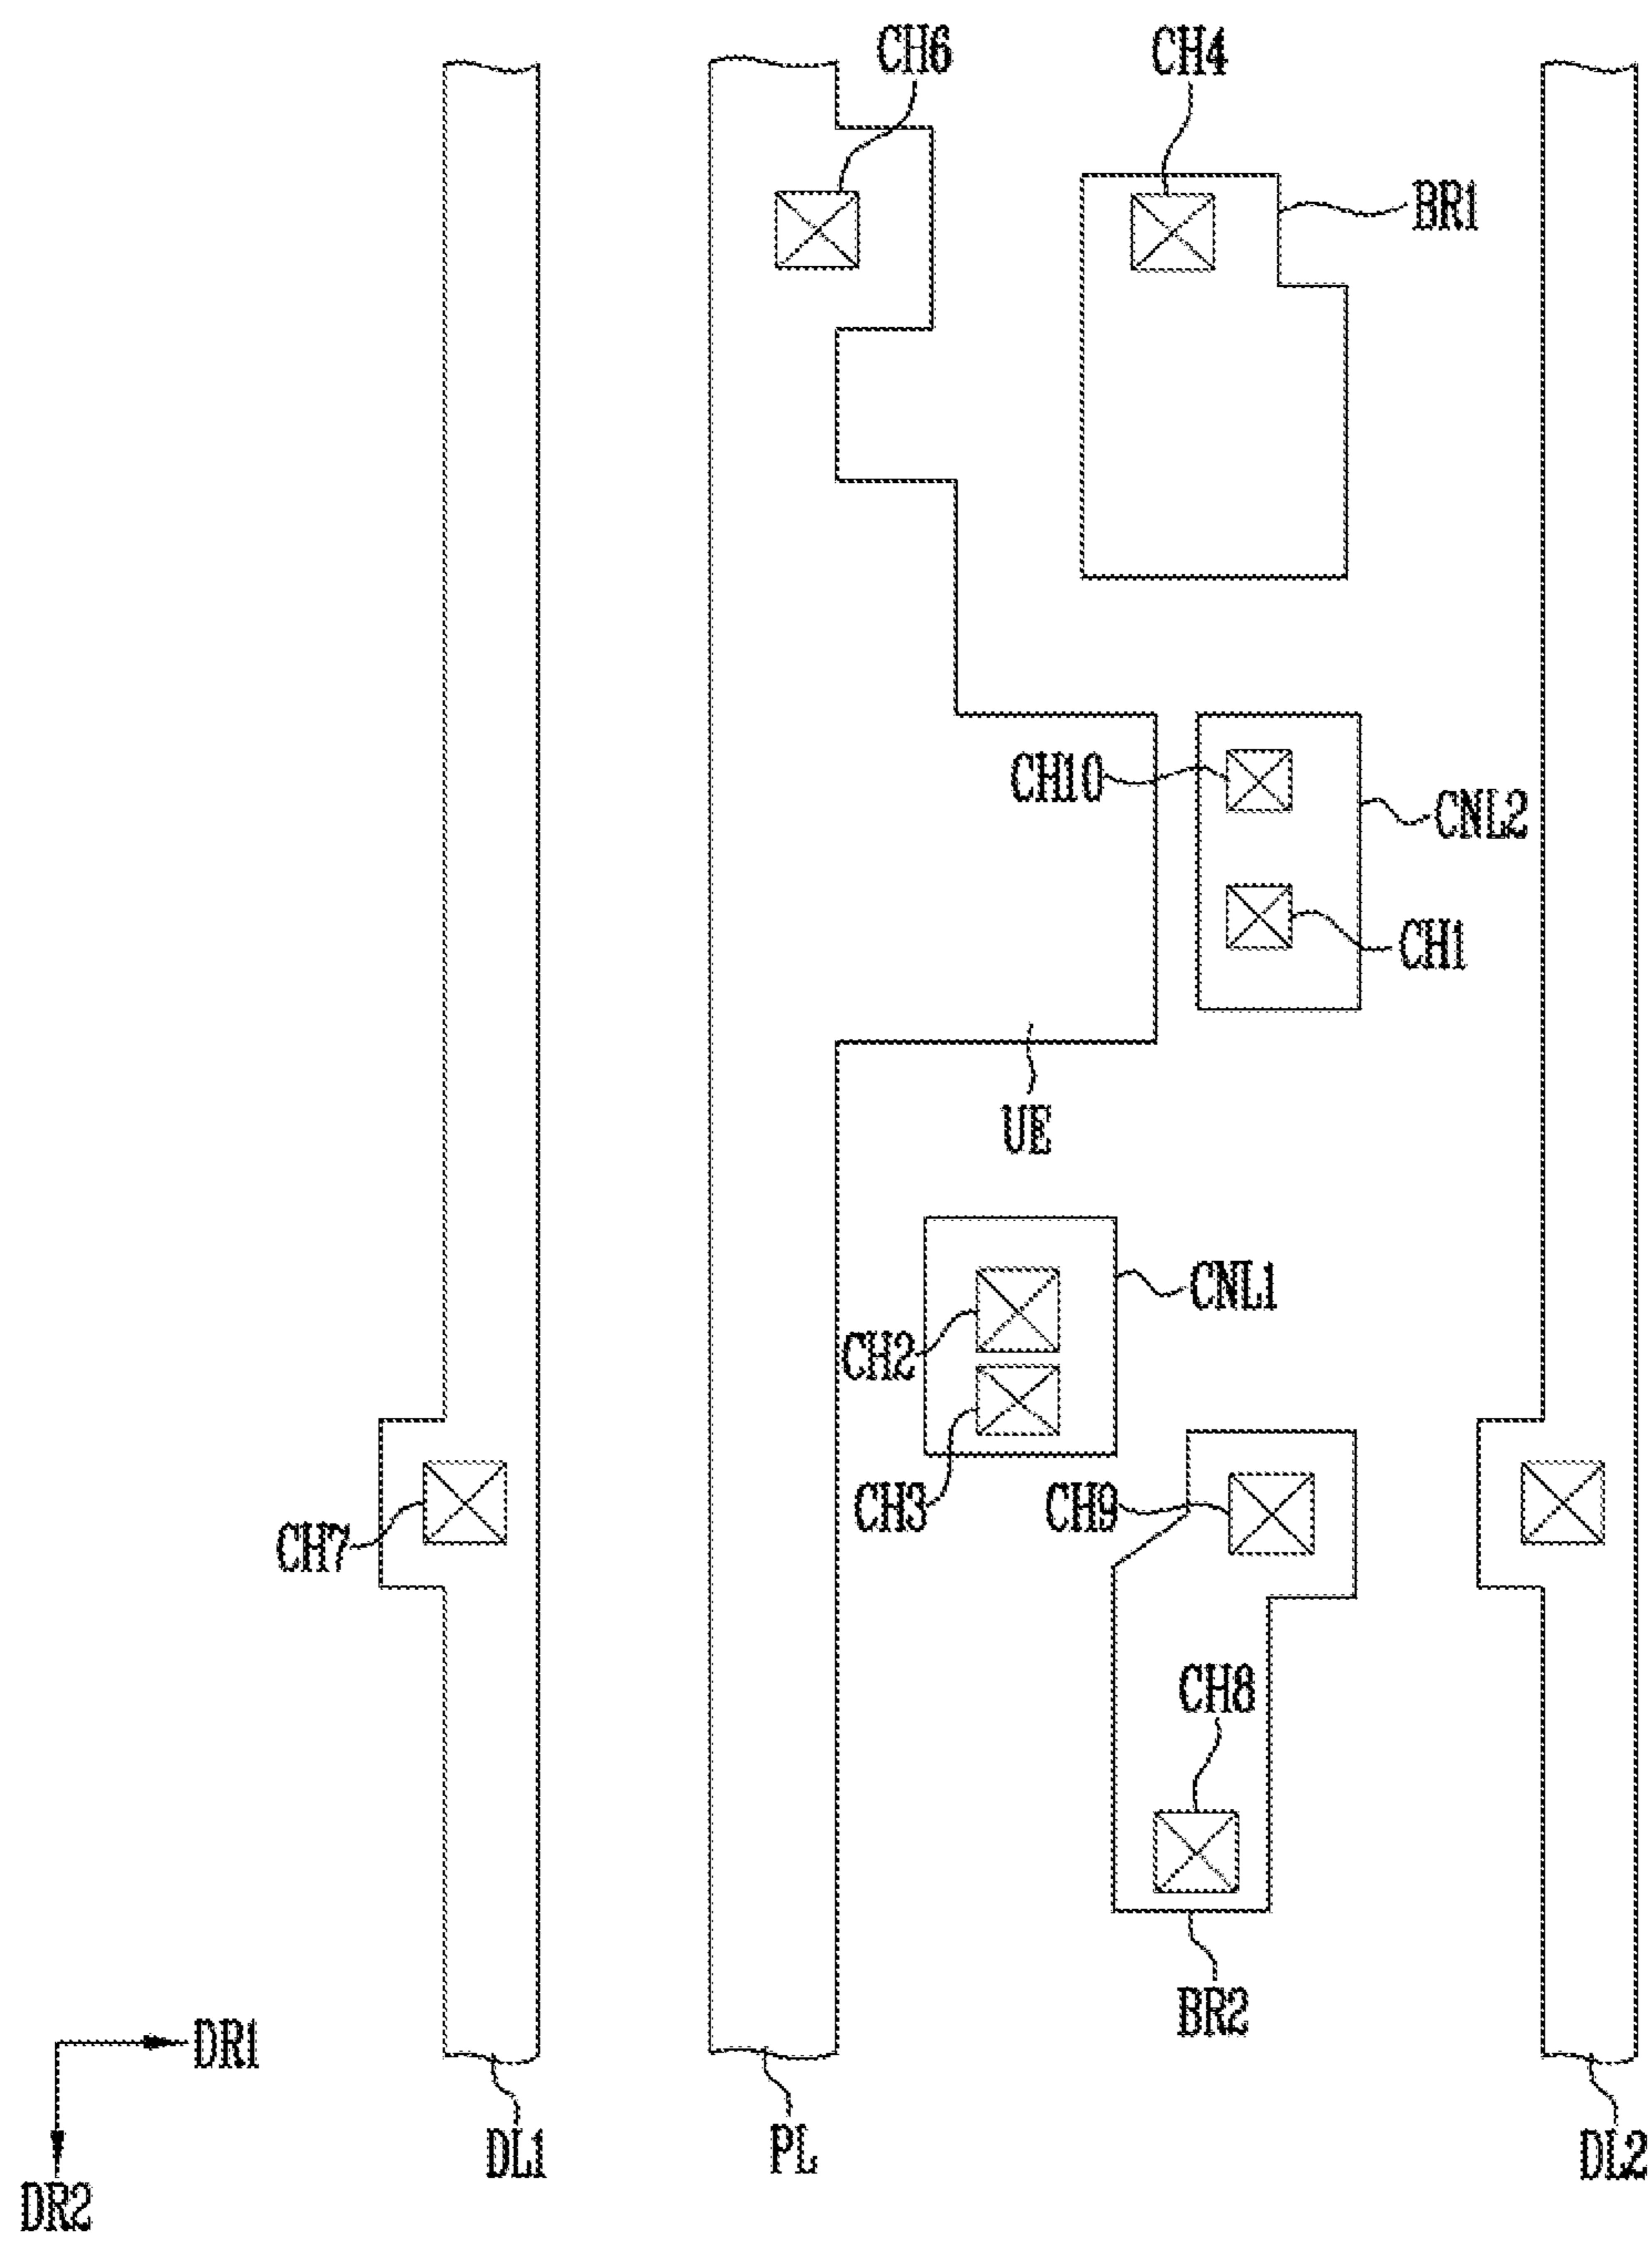 CH6
CH4
BR1
CH10
CNL2
CH1
UE
CNL1
CH2
CH3
CH9
CH7
CH8
BR2
DR1
DR2
DL1
PL
DL2